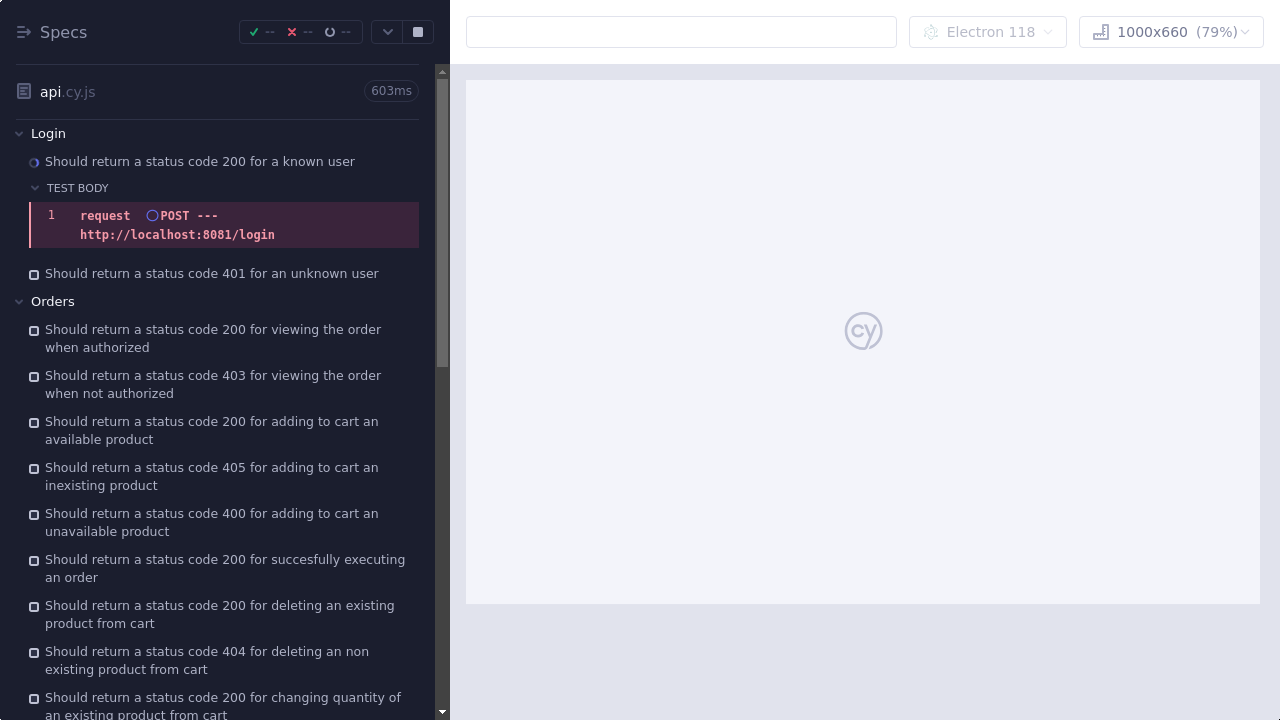 Specs
--
--
--
Electron 118
1000x660 (79%)
api.cy.js
603ms
Login
Should return a status code 200 for a known user
TEST BODY
1 request POST ---
http://localhost:8081/login
Should return a status code 401 for an unknown user
Orders
Should return a status code 200 for viewing the order
when authorized
Should return a status code 403 for viewing the order
when not authorized
Should return a status code 200 for adding to cart an
available product
Should return a status code 405 for adding to cart an
inexisting product
Should return a status code 400 for adding to cart an
unavailable product
Should return a status code 200 for succesfully executing
an order
Should return a status code 200 for deleting an existing
product from cart
Should return a status code 404 for deleting an non
existing product from cart
Should return a status code 200 for changing quantity of
an existing product from cart
cy